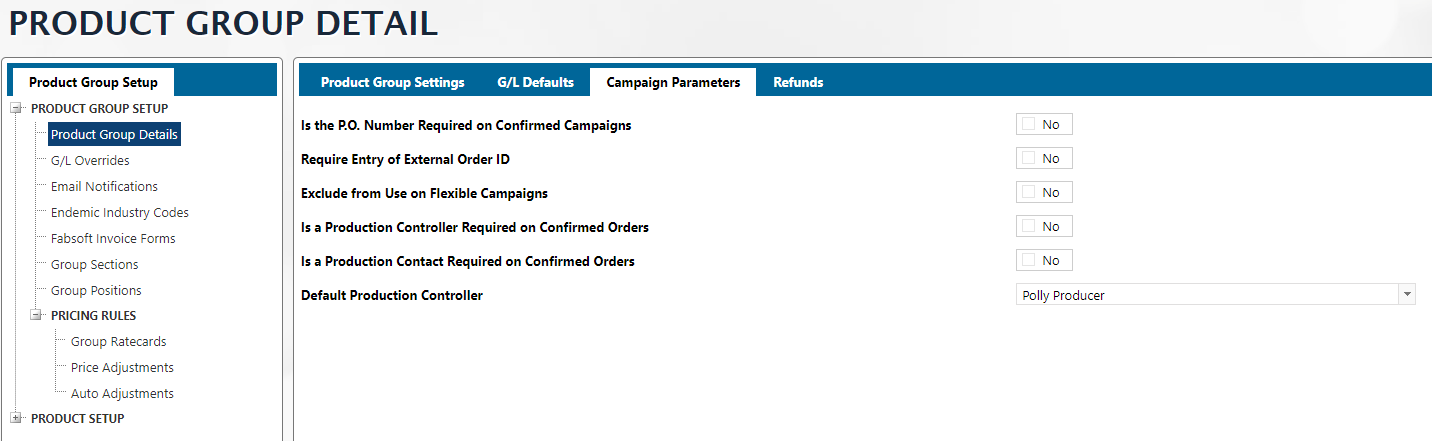 PRODUCT GROUP DETAIL
Product Group Setup
PRODUCT GROUP SETUP
Product Group Details
G/L Overrides
Email Notifications
Endemic Industry Codes
Fabsoft Invoice Forms
Group Sections
Group Positions
PRICING RULES
Group Ratecards
Price Adjustments
Auto Adjustments
PRODUCT SETUP
Product Group Settings G/L Defaults Campaign Parameters Refunds
Is the P.O. Number Required on Confirmed Campaigns No
Require Entry of External Order ID No
Exclude from Use on Flexible Campaigns No
Is a Production Controller Required on Confirmed Orders No
Is a Production Contact Required on Confirmed Orders No
Default Production Controller Polly Producer